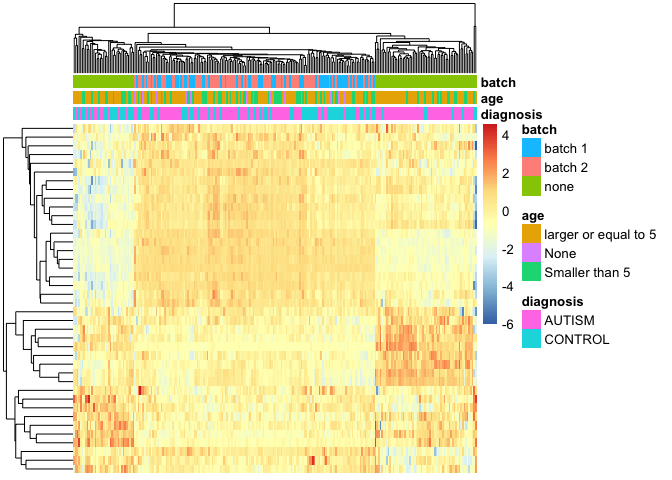 batch
age
diagnosis
4
2
0
-2
-4
-6
batch
batch 1
batch 2
none
age
larger or equal to 5
None
Smaller than 5
diagnosis
AUTISM
CONTROL